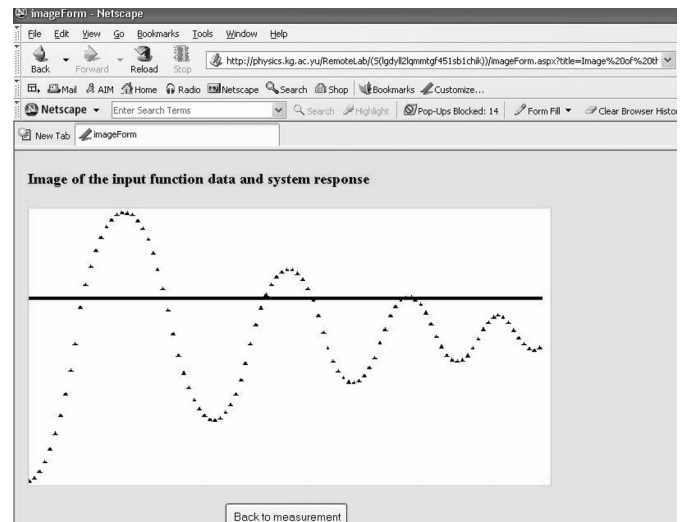 imageForm - Netscape
File Edit View Go Bookmarks Tools Window Help
Back Forward Reload Stop http://physics.kg.ac.yu/RemoteLab/(S(lgdyll2lqmmtgf451sb1chik))/imageForm.aspx?title=Image%20of%20th
Mail AIM Home Radio Netscape Search Shop Bookmarks Customize...
Netscape Enter Search Terms Search Highlight Pop-Ups Blocked: 14 Form Fill Clear Browser Histo
New Tab imageForm
Image of the input function data and system response
Back to measurement